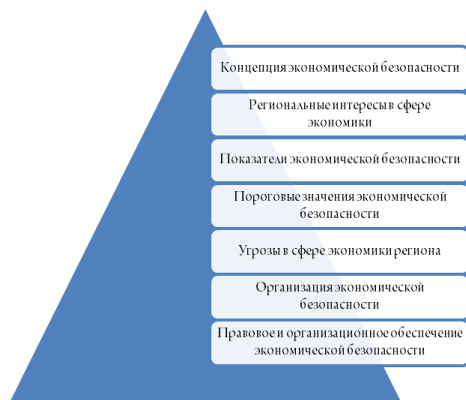 Концепция экономической безопасности
Региональные интересы в сфере
экономики
Показатели экономической безопасности
Пороговые значения экономической
безопасности
Угрозы в сфере экономики региона
Организация экономической
безопасности
Правовое и организационное обеспечение
экономической безопасности